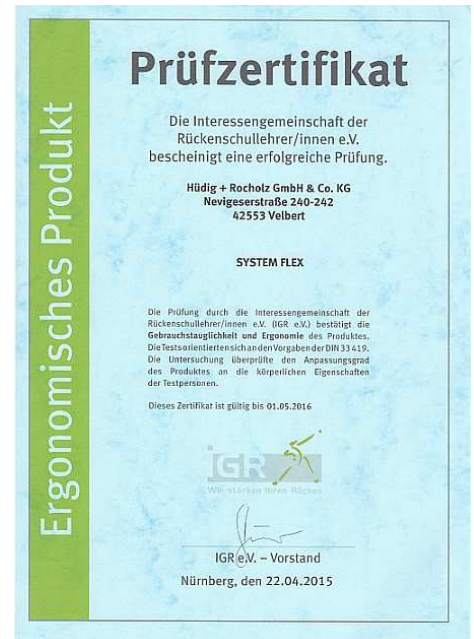 Ergonomisches Produkt
Prüfzertifikat
Die Interessengemeinschaft der
Rückenschullehrer/innen e.V.
bescheinigt eine erfolgreiche Prüfung.
Hüdig + Rocholz GmbH & Co. KG
Nevigeserstraße 240-242
42553 Velbert
SYSTEM FLEX
Die Prüfung durch die Interessengemeinschaft der
Rückenschullehrer/innen e.V. (IGR e.V.) bestätigt die
Gebrauchstauglichkeit und Ergonomie des Produktes.
Die Tests orientierten sich an den Vorgaben der DIN 33 419.
Die Untersuchung überprüfte den Anpassungsgrad
des Produktes an die körperlichen Eigenschaften
der Testpersonen.
Dieses Zertifikat ist gültig bis 01.05.2016
iGR
Wir stärken Ihren Rücken
IGR e.V. – Vorstand
Nürnberg, den 22.04.2015